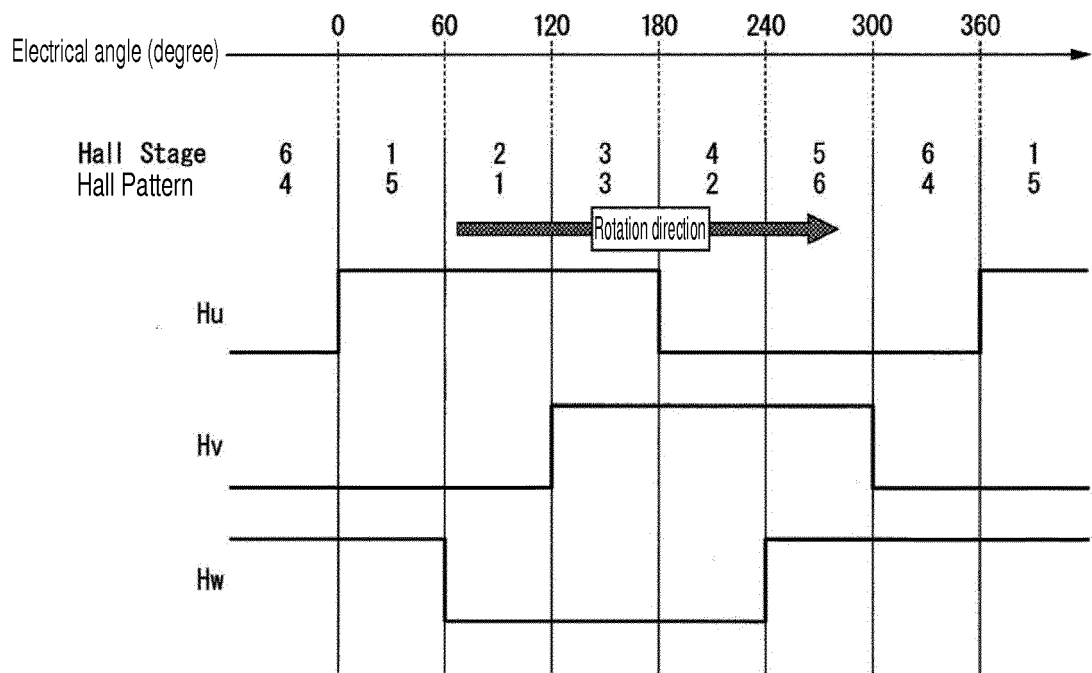 0 60 120 180 240 300 360
Electrical angle (degree)
Hall Stage 6 1 2 3 4 5 6 1
Hall Pattern 4 5 1 3 2 6 4 5
Rotation direction
Hu
Hv
Hw